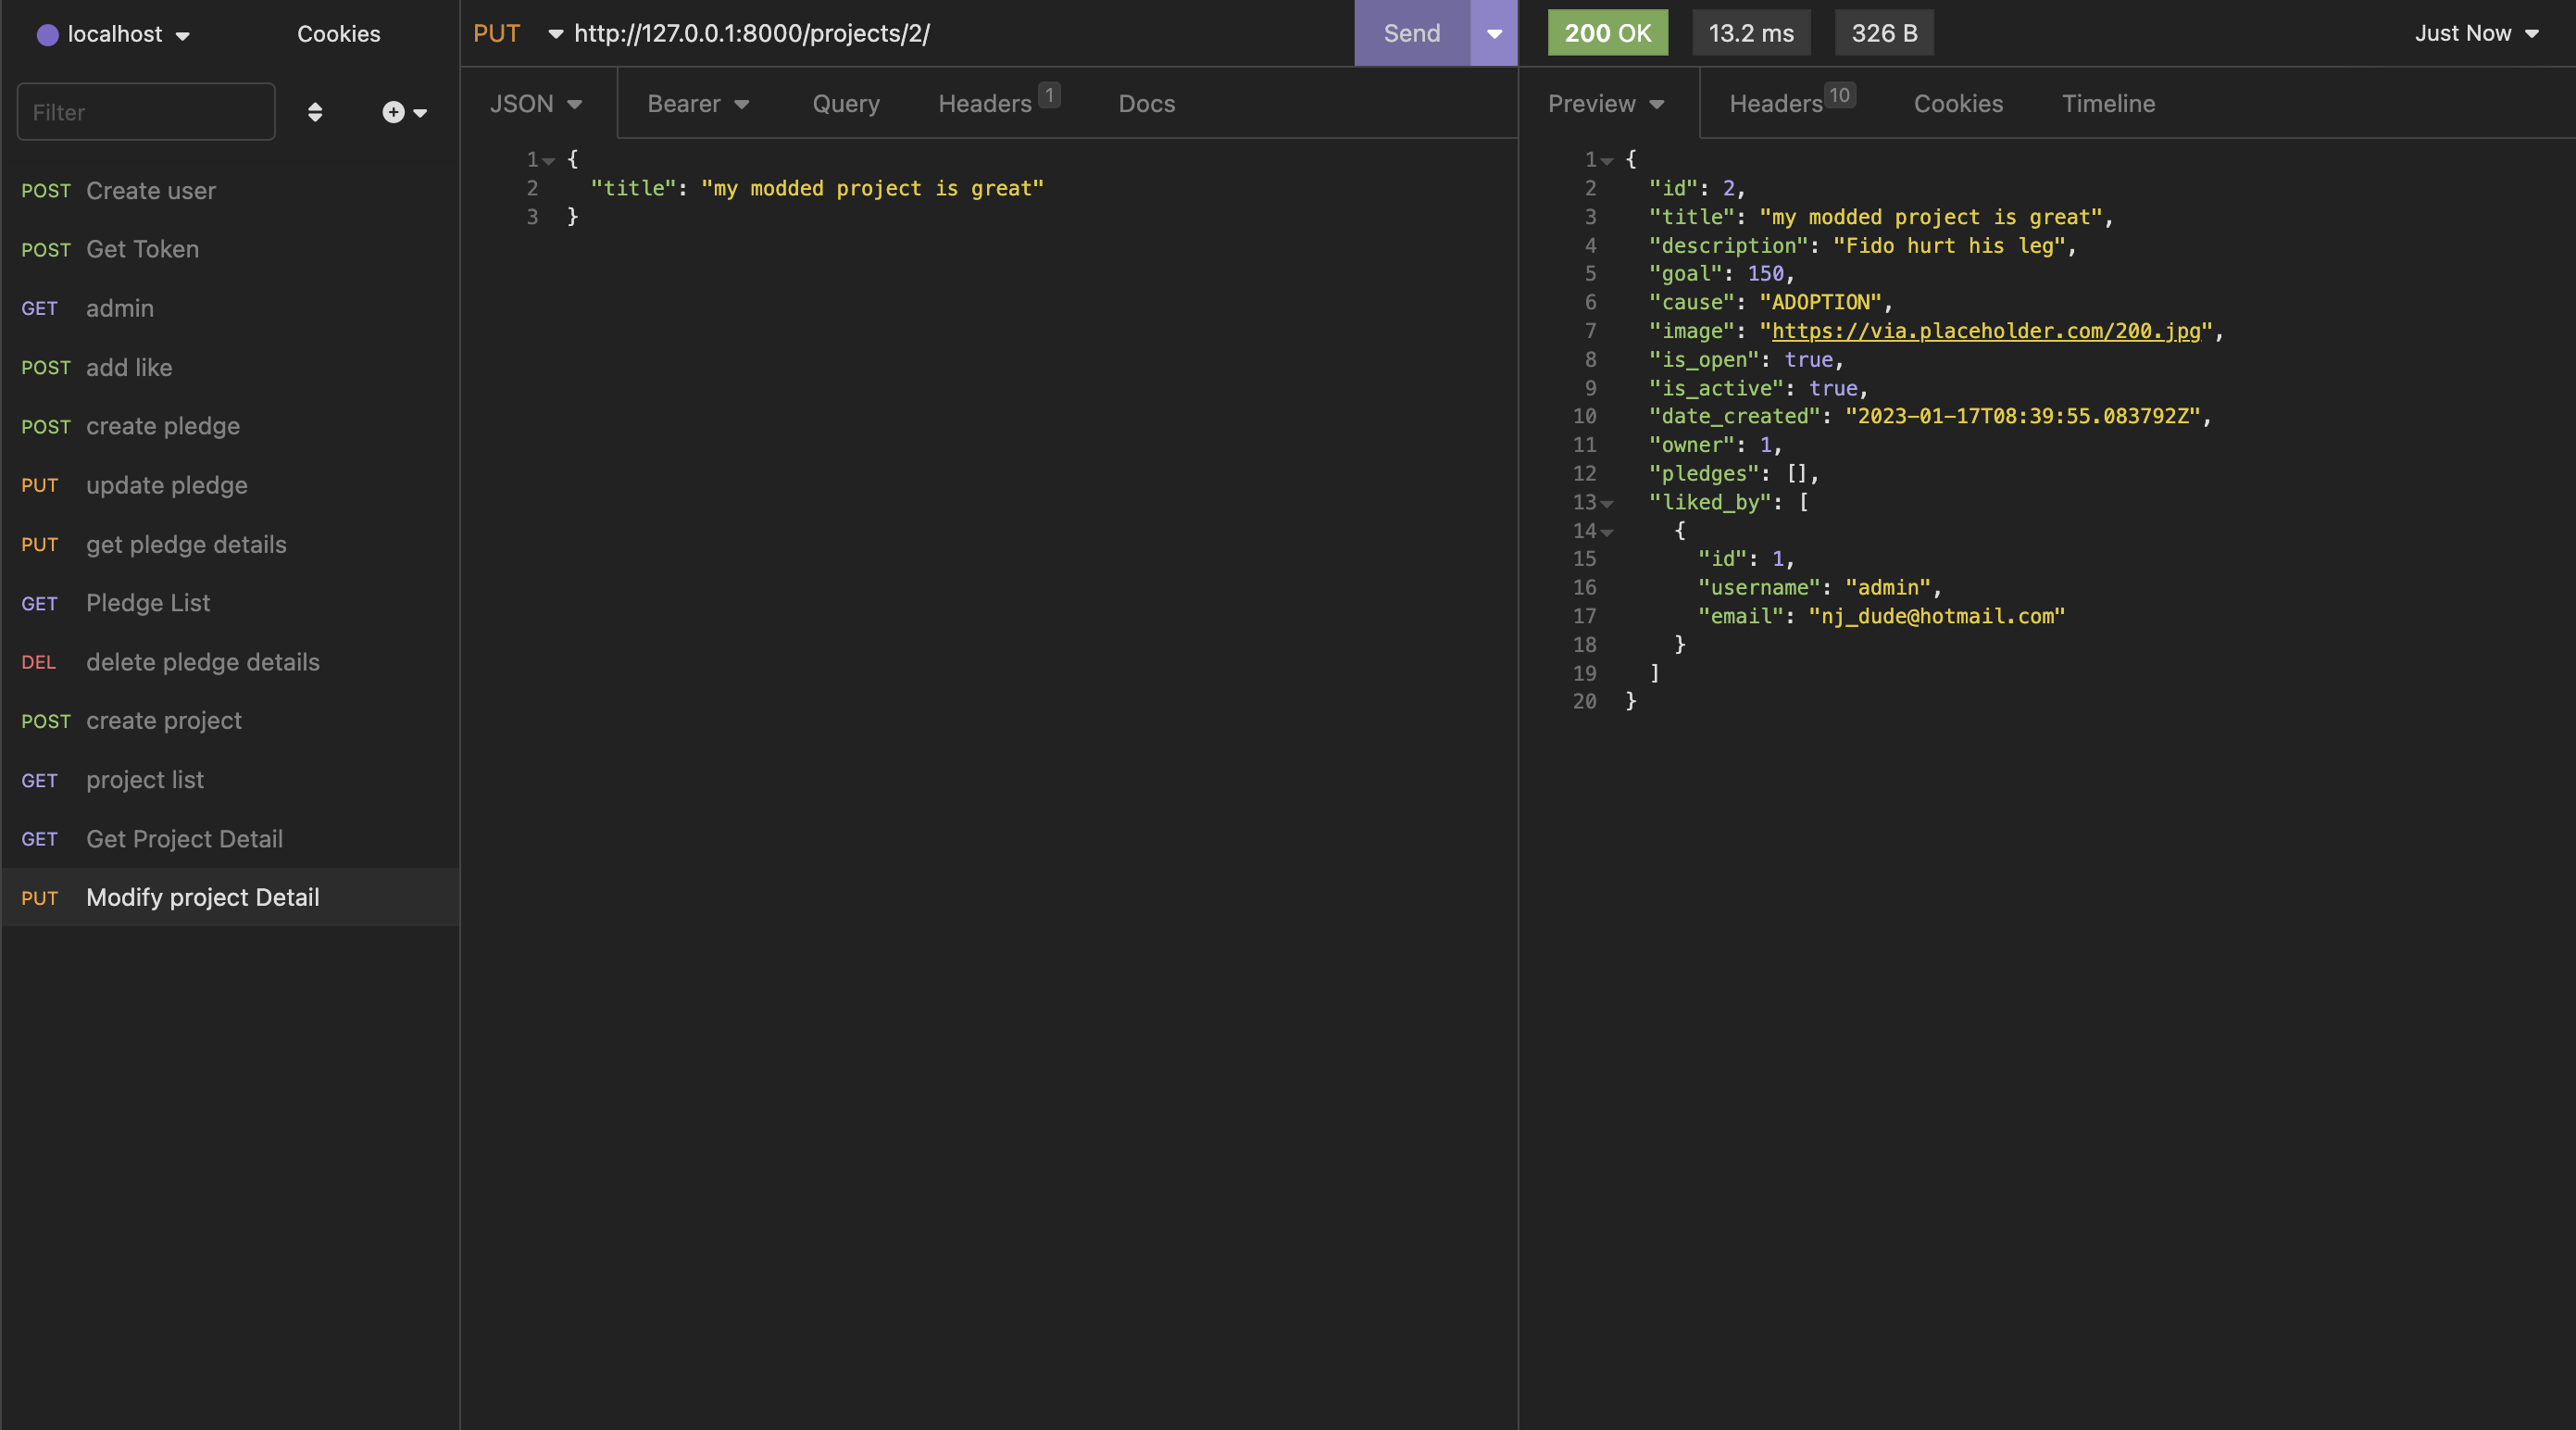 localhost Cookies
Filter
POST Create user
POST Get Token
GET admin
POST add like
POST create pledge
PUT update pledge
PUT get pledge details
GET Pledge List
DEL delete pledge details
POST create project
GET project list
GET Get Project Detail
PUT Modify project Detail
PUT http://127.0.0.1:8000/projects/2/ Send
JSON Bearer Query Headers 1 Docs
1 {
2 "title": "my modded project is great"
3 }
200 OK 13.2 ms 326 B Just Now
Preview Headers 10 Cookies Timeline
1 {
2 "id": 2,
3 "title": "my modded project is great",
4 "description": "Fido hurt his leg",
5 "goal": 150,
6 "cause": "ADOPTION",
7 "image": "https://via.placeholder.com/200.jpg",
8 "is_open": true,
9 "is_active": true,
10 "date_created": "2023-01-17T08:39:55.083792Z",
11 "owner": 1,
12 "pledges": [],
13 "liked_by": [
14 {
15 "id": 1,
16 "username": "admin",
17 "email": "nj_dude@hotmail.com"
18 }
19 ]
20 }